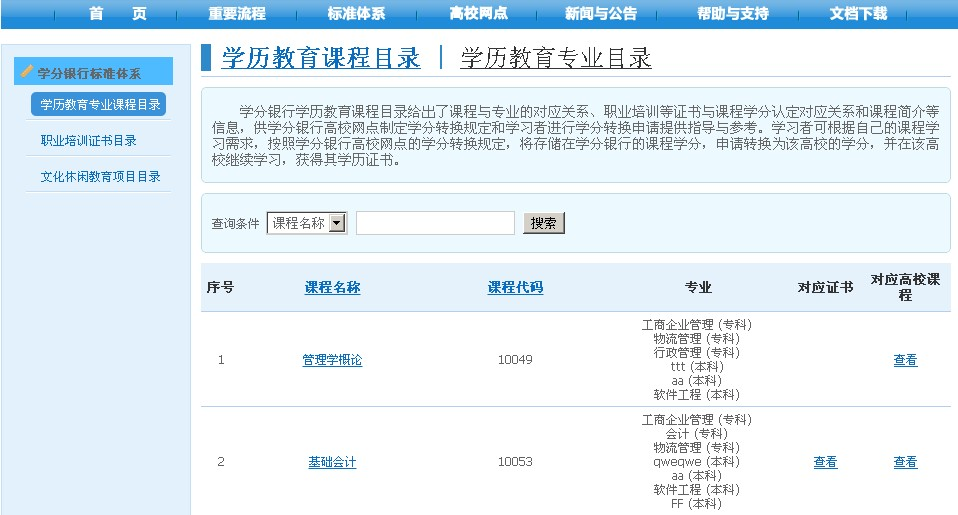 首 页 重要流程 标准体系 高校网点 新闻与公告 帮助与支持 文档下载
学分银行标准体系
学历教育专业课程目录
职业培训证书目录
文化休闲教育项目目录
学历教育课程目录 | 学历教育专业目录
学分银行学历教育课程目录给出了课程与专业的对应关系、职业培训等证书与课程学分认定对应关系和课程简介等
信息，供学分银行高校网点制定学分转换规定和学习者进行学分转换申请提供指导与参考。学习者可根据自己的课程学
习需求，按照学分银行高校网点的学分转换规定，将存储在学分银行的课程学分，申请转换为该高校的学分，并在该高
校继续学习，获得其学历证书。
查询条件 课程名称 搜索
序号 课程名称 课程代码 专业 对应证书 对应高校课
程
工商企业管理 (专科)
物流管理 (专科)
行政管理 (专科)
1 管理学概论 10049 查看
ttt (本科)
aa (本科)
软件工程 (本科)
工商企业管理 (专科)
会计 (专科)
物流管理 (专科)
2 基础会计 10053 qweqwe (本科) 查看 查看
aa (本科)
软件工程 (本科)
FF (本科)